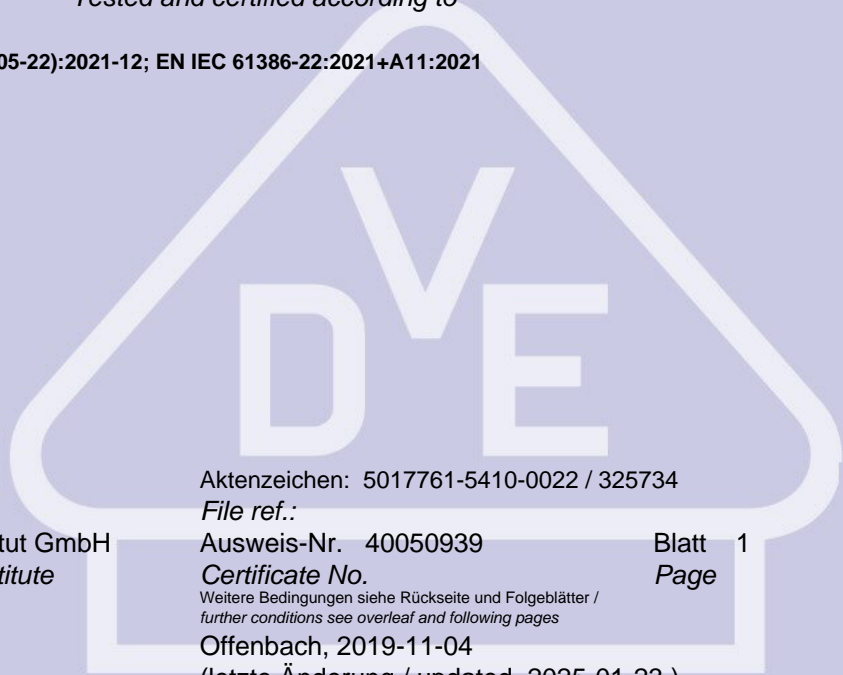 Tested and certified according to
05-22):2021-12; EN IEC 61386-22:2021+A11:2021
VDE
Aktenzeichen: 5017761-5410-0022 / 325734
File ref.:
tut GmbH Ausweis-Nr. 40050939 Blatt 1
titute Certificate No. Page
Weitere Bedingungen siehe Rückseite und Folgeblätter /
further conditions see overleaf and following pages
Offenbach, 2019-11-04
(letzte Änderung / updated 2025-01-23 )